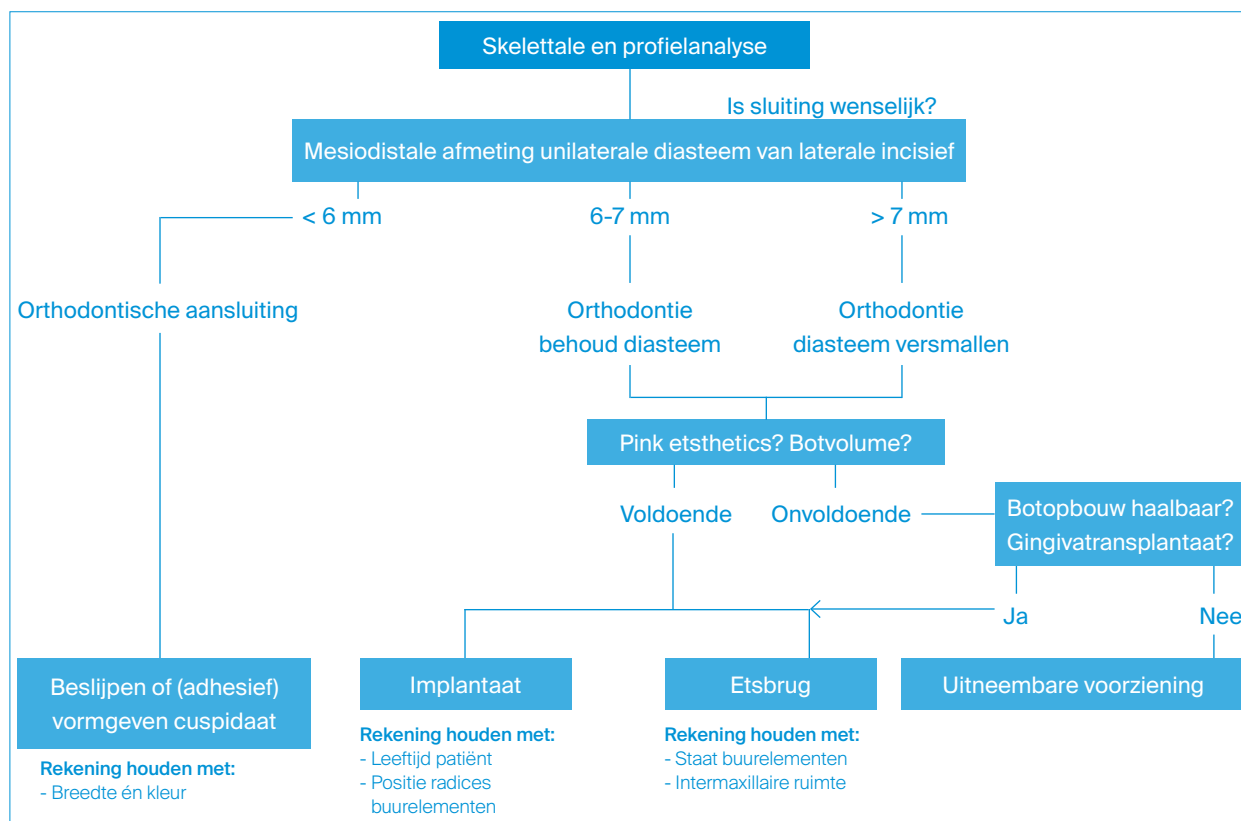 Skelettale en profielanalyse
Is sluiting wenselijk?
Mesiodistale afmeting unilaterale diasteem van laterale incisief
< 6 mm
6-7 mm
> 7 mm
Orthodontische aansluiting
Orthodontie
behoud diasteem
Orthodontie
diasteem versmallen
Pink etsthetics? Botvolume?
Voldoende
Onvoldoende
Botopbouw haalbaar?
Gingivatransplantaat?
Ja
Nee
Beslijpen of (adhesief)
vormgeven cuspidaat
Rekening houden met:
- Breedte én kleur
Implantaat
Rekening houden met:
- Leeftijd patiënt
- Positie radices
buurelementen
Etsbrug
Rekening houden met:
- Staat buurelementen
- Intermaxillaire ruimte
Uitneembare voorziening